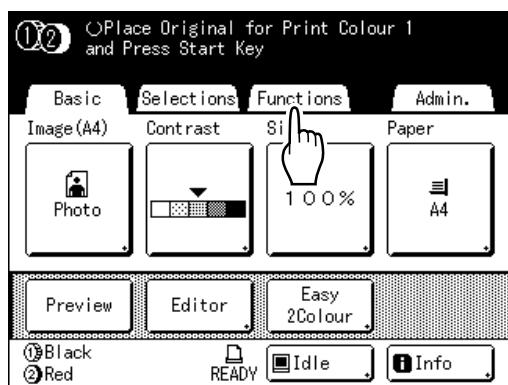 ①② Place Original for Print Colour 1
and Press Start Key
Basic Selections Functions Admin.
Image(A4) Contrast Paper
Photo 100% A4
Preview Editor Easy
2Colour
①Black
②Red READY Idle Info